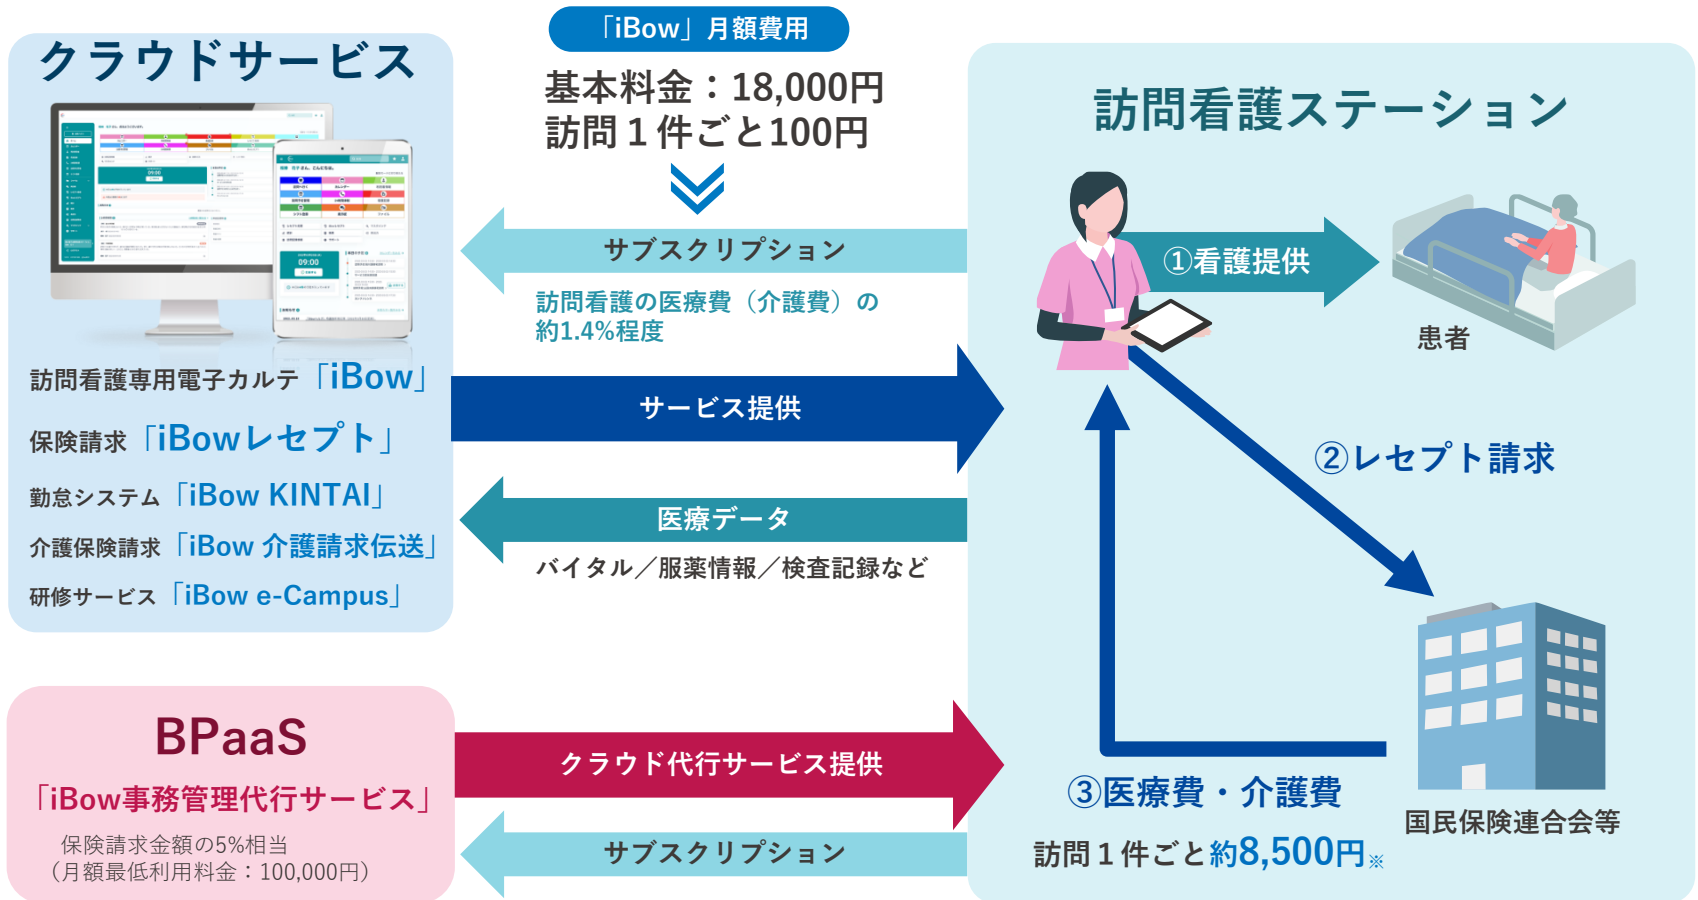 「iBow」月額費用
基本料金：18,000円
訪問１件ごと100円
クラウドサービス
09:00
09:00
訪問看護専用電子カルテ「iBow」
保険請求「iBowレセプト」
勤怠システム「iBow KINTAI」
介護保険請求「iBow 介護請求伝送」
研修サービス「iBow e-Campus」
サブスクリプション
訪問看護の医療費（介護費）の
約1.4%程度
サービス提供
医療データ
バイタル／服薬情報／検査記録など
訪問看護ステーション
①看護提供
患者
②レセプト請求
③医療費・介護費
訪問１件ごと約8,500円※
国民保険連合会等
BPaaS
「iBow事務管理代行サービス」
保険請求金額の5%相当
（月額最低利用料金：100,000円）
クラウド代行サービス提供
サブスクリプション